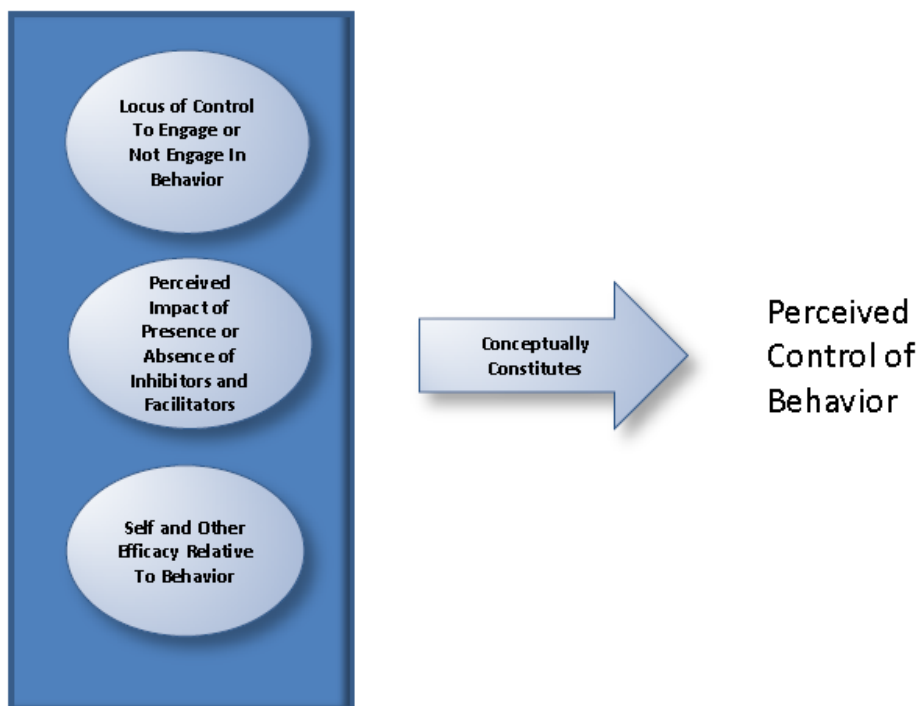 Locus of Control
To Engage or
Not Engage In
Behavior
Perceived
Impact of
Presence or
Absence of
Inhibitors and
Facilitators
Self and Other
Efficacy Relative
To Behavior
Conceptually
Constitutes
Perceived
Control of
Behavior